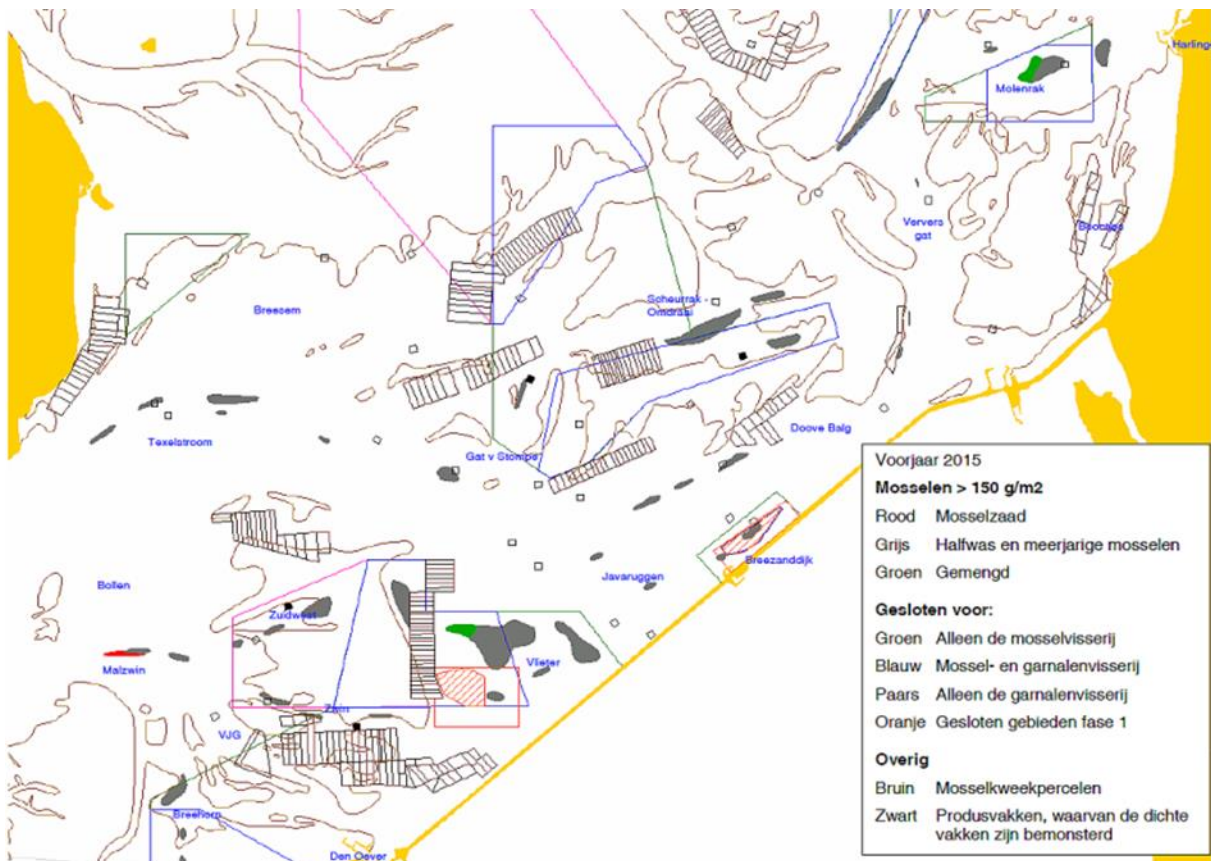 Harling
Molenrak
Ververs
gat
Scheurrak -
Omdraai
Breesem
Texelstroom
Gat v Stompe
Doove Balg
Bollen
Javaruggen
Breezanddijk
Zuidwest
Malzwin
Vlieter
Zwin
VJG
Breehorn
Den Oever
Voorjaar 2015
Mosselen > 150 g/m2
Rood Mosselzaad
Grijs Halfwas en meerjarige mosselen
Groen Gemengd
Gesloten voor:
Groen Alleen de mosselvisserij
Blauw Mossel- en garnalenvisserij
Paars Alleen de garnalenvisserij
Oranje Gesloten gebieden fase 1
Overig
Bruin Mosselkweekpercelen
Zwart Produsvakken, waarvan de dichte
vakken zijn bemonsterd